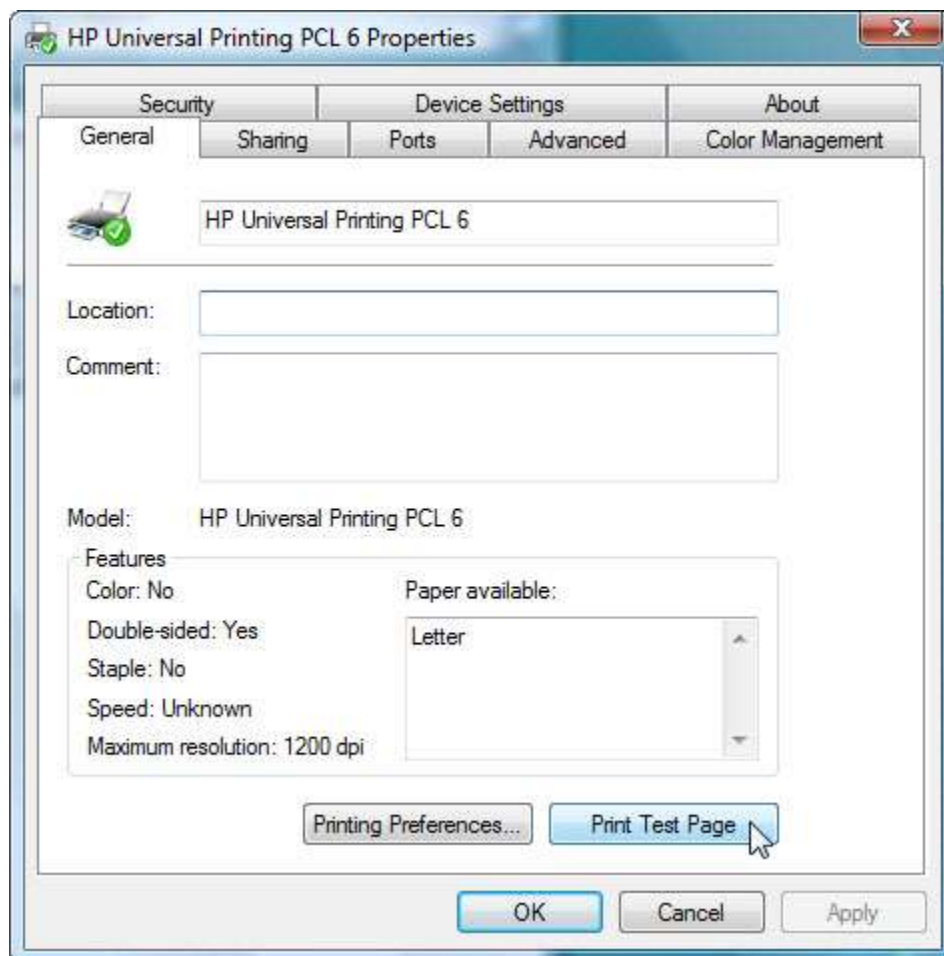 HP Universal Printing PCL 6 Properties
Security Device Settings About
General Sharing Ports Advanced Color Management
HP Universal Printing PCL 6
Location:
Comment:
Model: HP Universal Printing PCL 6
Features
Color: No Paper available:
Double-sided: Yes Letter
Staple: No
Speed: Unknown
Maximum resolution: 1200 dpi
Printing Preferences... Print Test Page
OK Cancel Apply